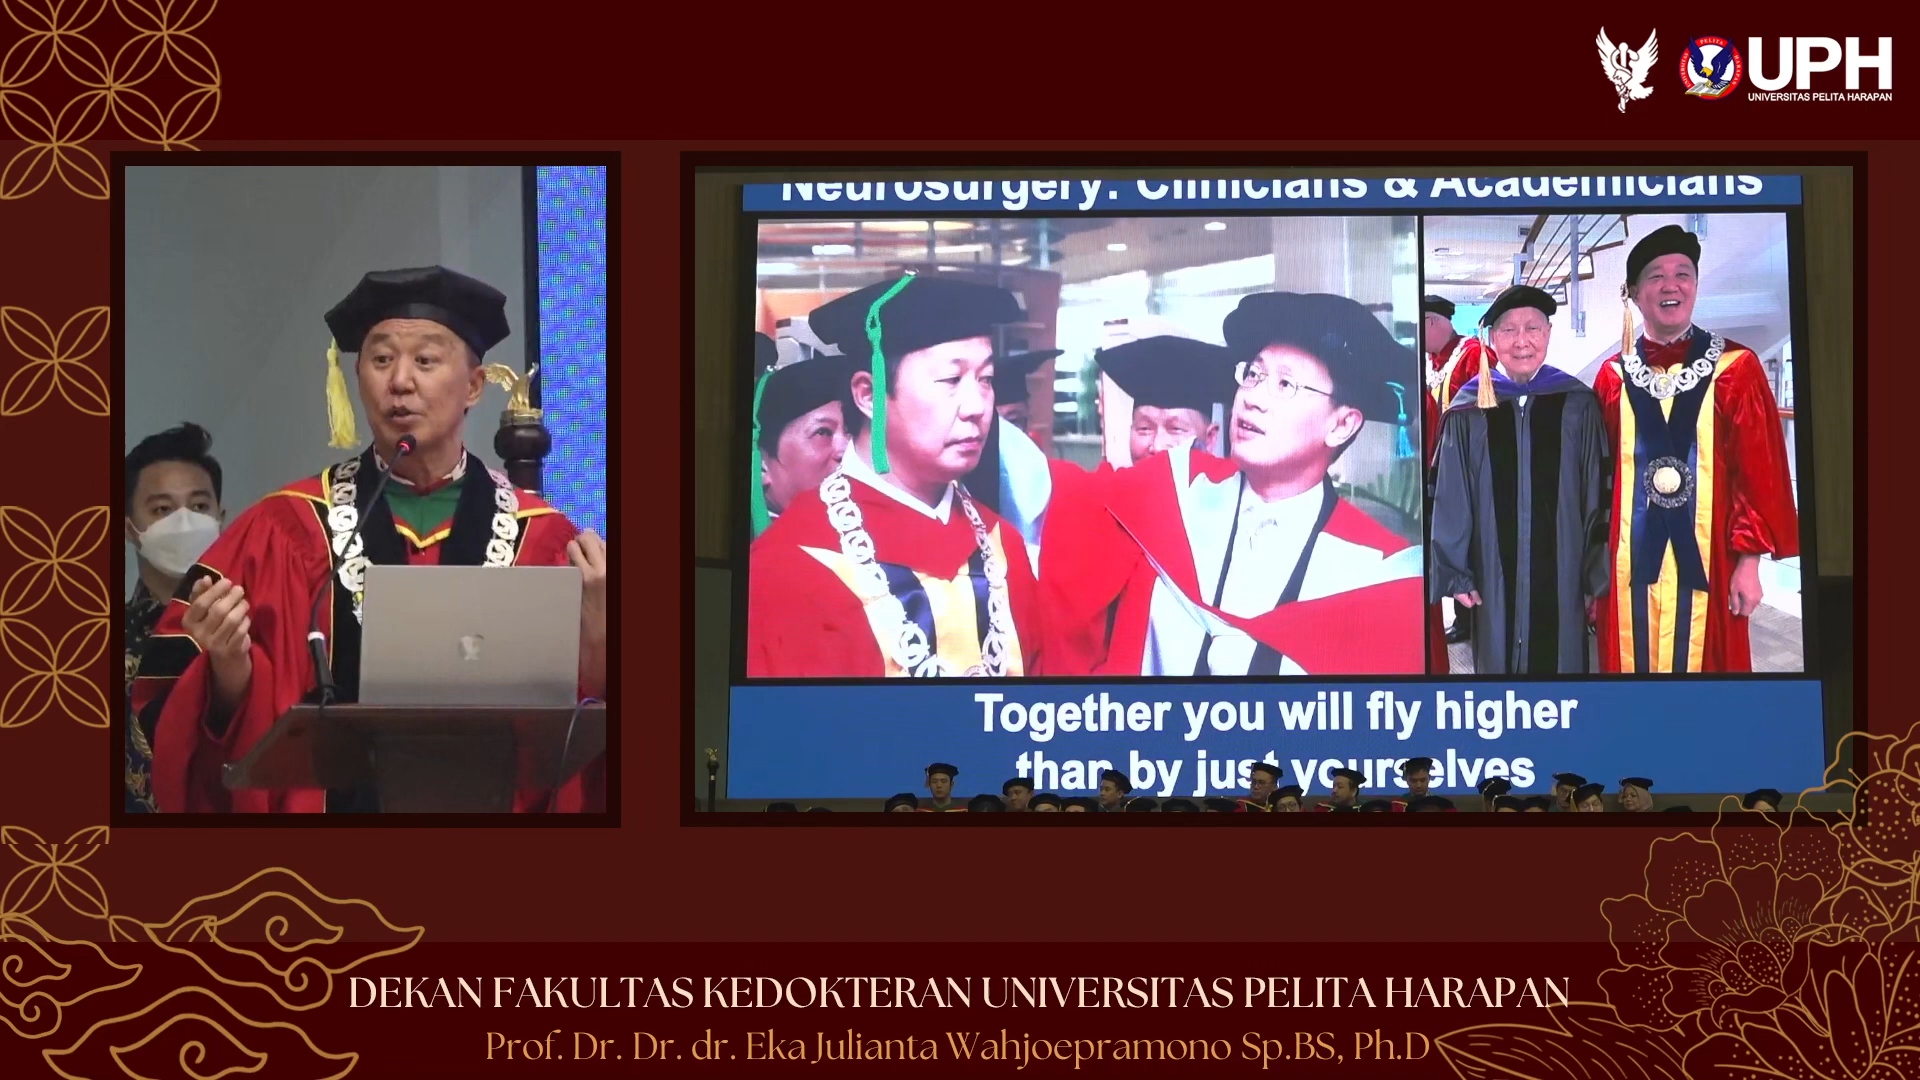 UPH
UNIVERSITAS PELITA HARAPAN
Neurosurgery: Clinicians & Academicians
Together you will fly higher
than by just yourselves
DEKAN FAKULTAS KEDOKTERAN UNIVERSITAS PELITA HARAPAN
Prof. Dr. Dr. dr. Eka Julianta Wahjoepramono Sp.BS, Ph.D